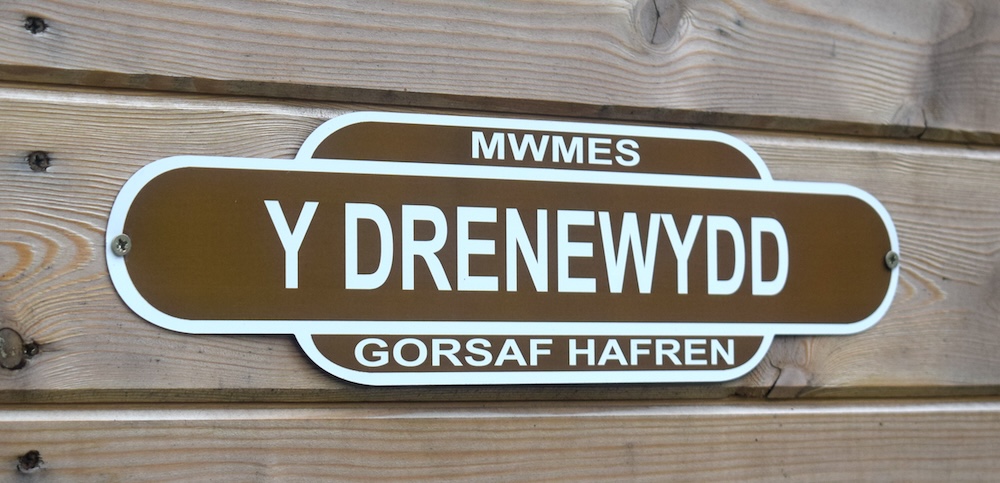 MWMES
Y DRENEWYDD
GORSAF HAFREN